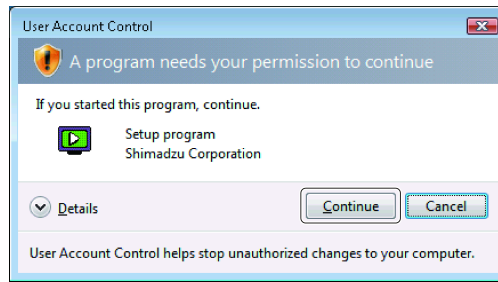 User Account Control
A program needs your permission to continue
If you started this program, continue.
Setup program
Shimadzu Corporation
Details
Continue
Cancel
User Account Control helps stop unauthorized changes to your computer.